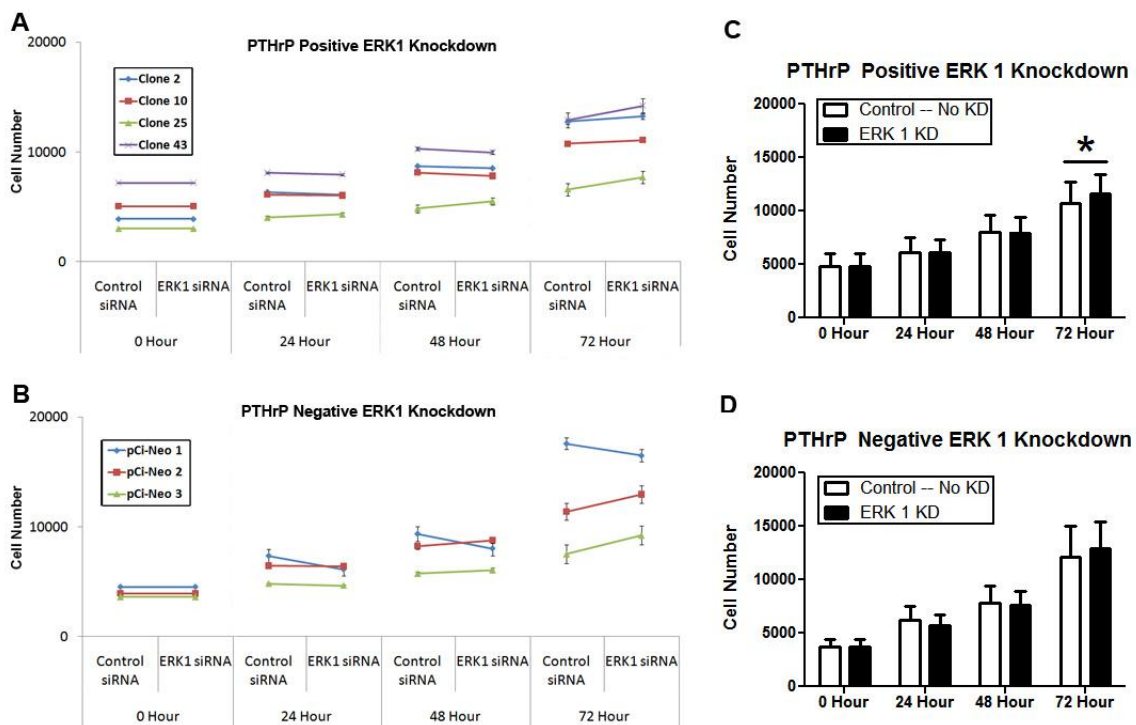 A
PTHrP Positive ERK1 Knockdown
20000
10000
0
Cell Number
Clone 2
Clone 10
Clone 25
Clone 43
Control siRNA
ERK1 siRNA
Control siRNA
ERK1 siRNA
Control siRNA
ERK1 siRNA
Control siRNA
ERK1 siRNA
0 Hour
24 Hour
48 Hour
72 Hour
B
PTHrP Negative ERK1 Knockdown
20000
10000
0
Cell Number
pCi-Neo 1
pCi-Neo 2
pCi-Neo 3
Control siRNA
ERK1 siRNA
Control siRNA
ERK1 siRNA
Control siRNA
ERK1 siRNA
Control siRNA
ERK1 siRNA
0 Hour
24 Hour
48 Hour
72 Hour
C
PTHrP Positive ERK 1 Knockdown
20000
15000
10000
5000
0
Cell Number
Control -- No KD
ERK 1 KD
*
0 Hour
24 Hour
48 Hour
72 Hour
D
PTHrP Negative ERK 1 Knockdown
20000
15000
10000
5000
0
Cell Number
Control -- No KD
ERK 1 KD
0 Hour
24 Hour
48 Hour
72 Hour